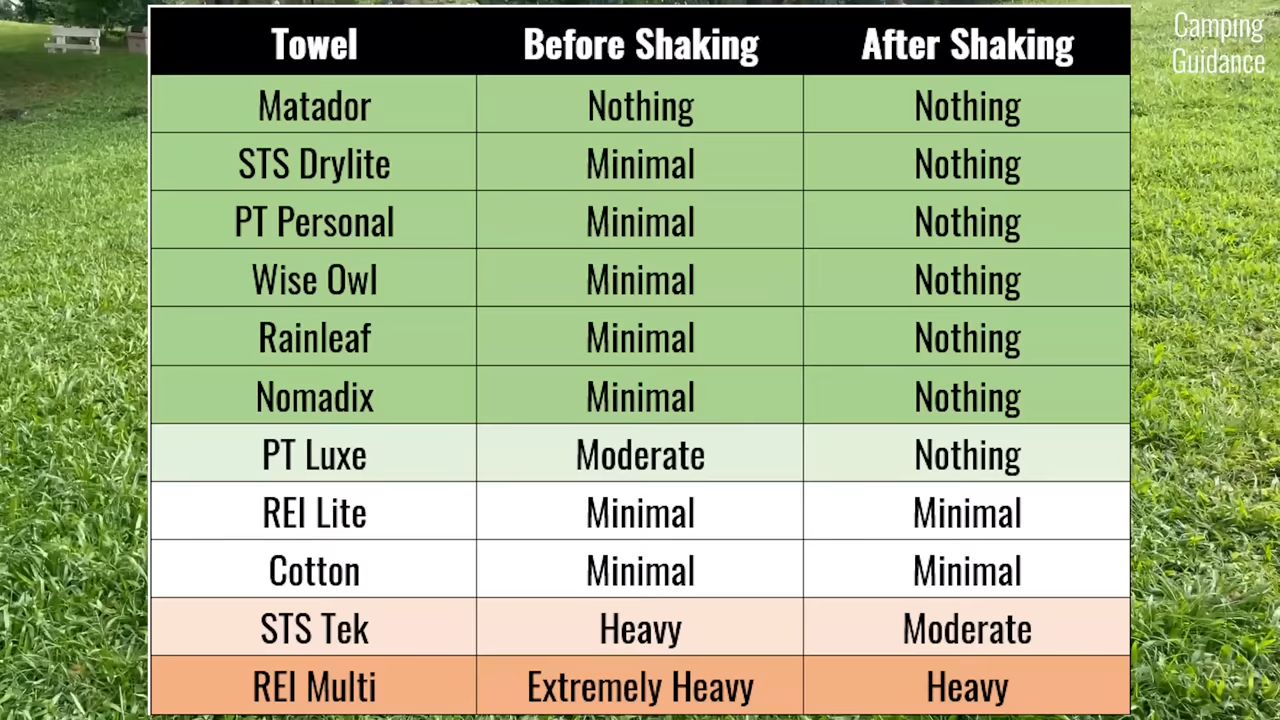 Camping
Guidance
Towel Before Shaking After Shaking
Matador Nothing Nothing
STS Drylite Minimal Nothing
PT Personal Minimal Nothing
Wise Owl Minimal Nothing
Rainleaf Minimal Nothing
Nomadix Minimal Nothing
PT Luxe Moderate Nothing
REI Lite Minimal Minimal
Cotton Minimal Minimal
STS Tek Heavy Moderate
REI Multi Extremely Heavy Heavy